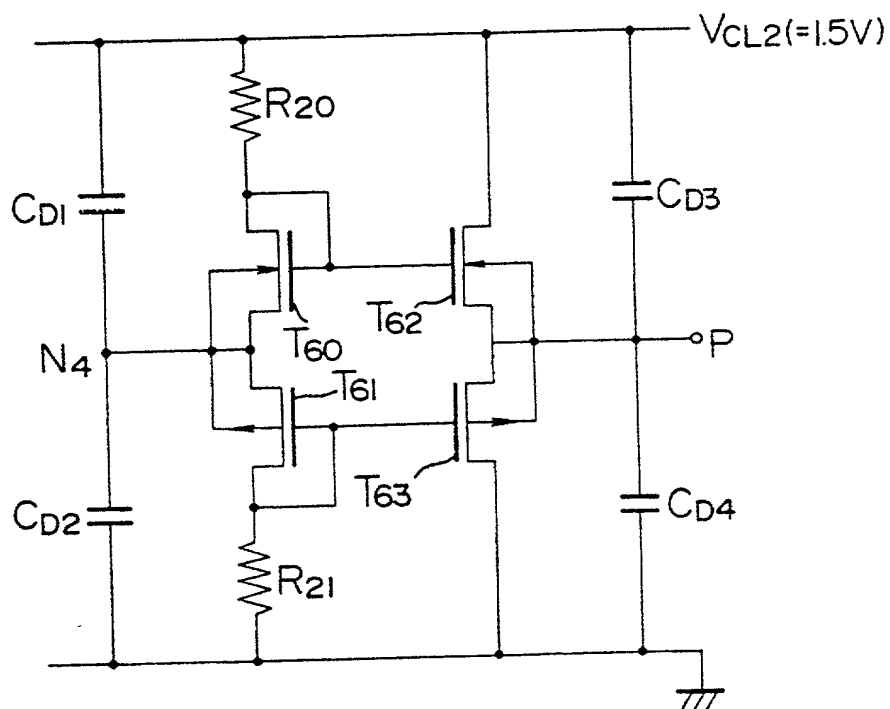 VCL2(=1.5V)
R20
CD1
CD3
T60
T62
N4
P
T61
T63
CD2
CD4
R21